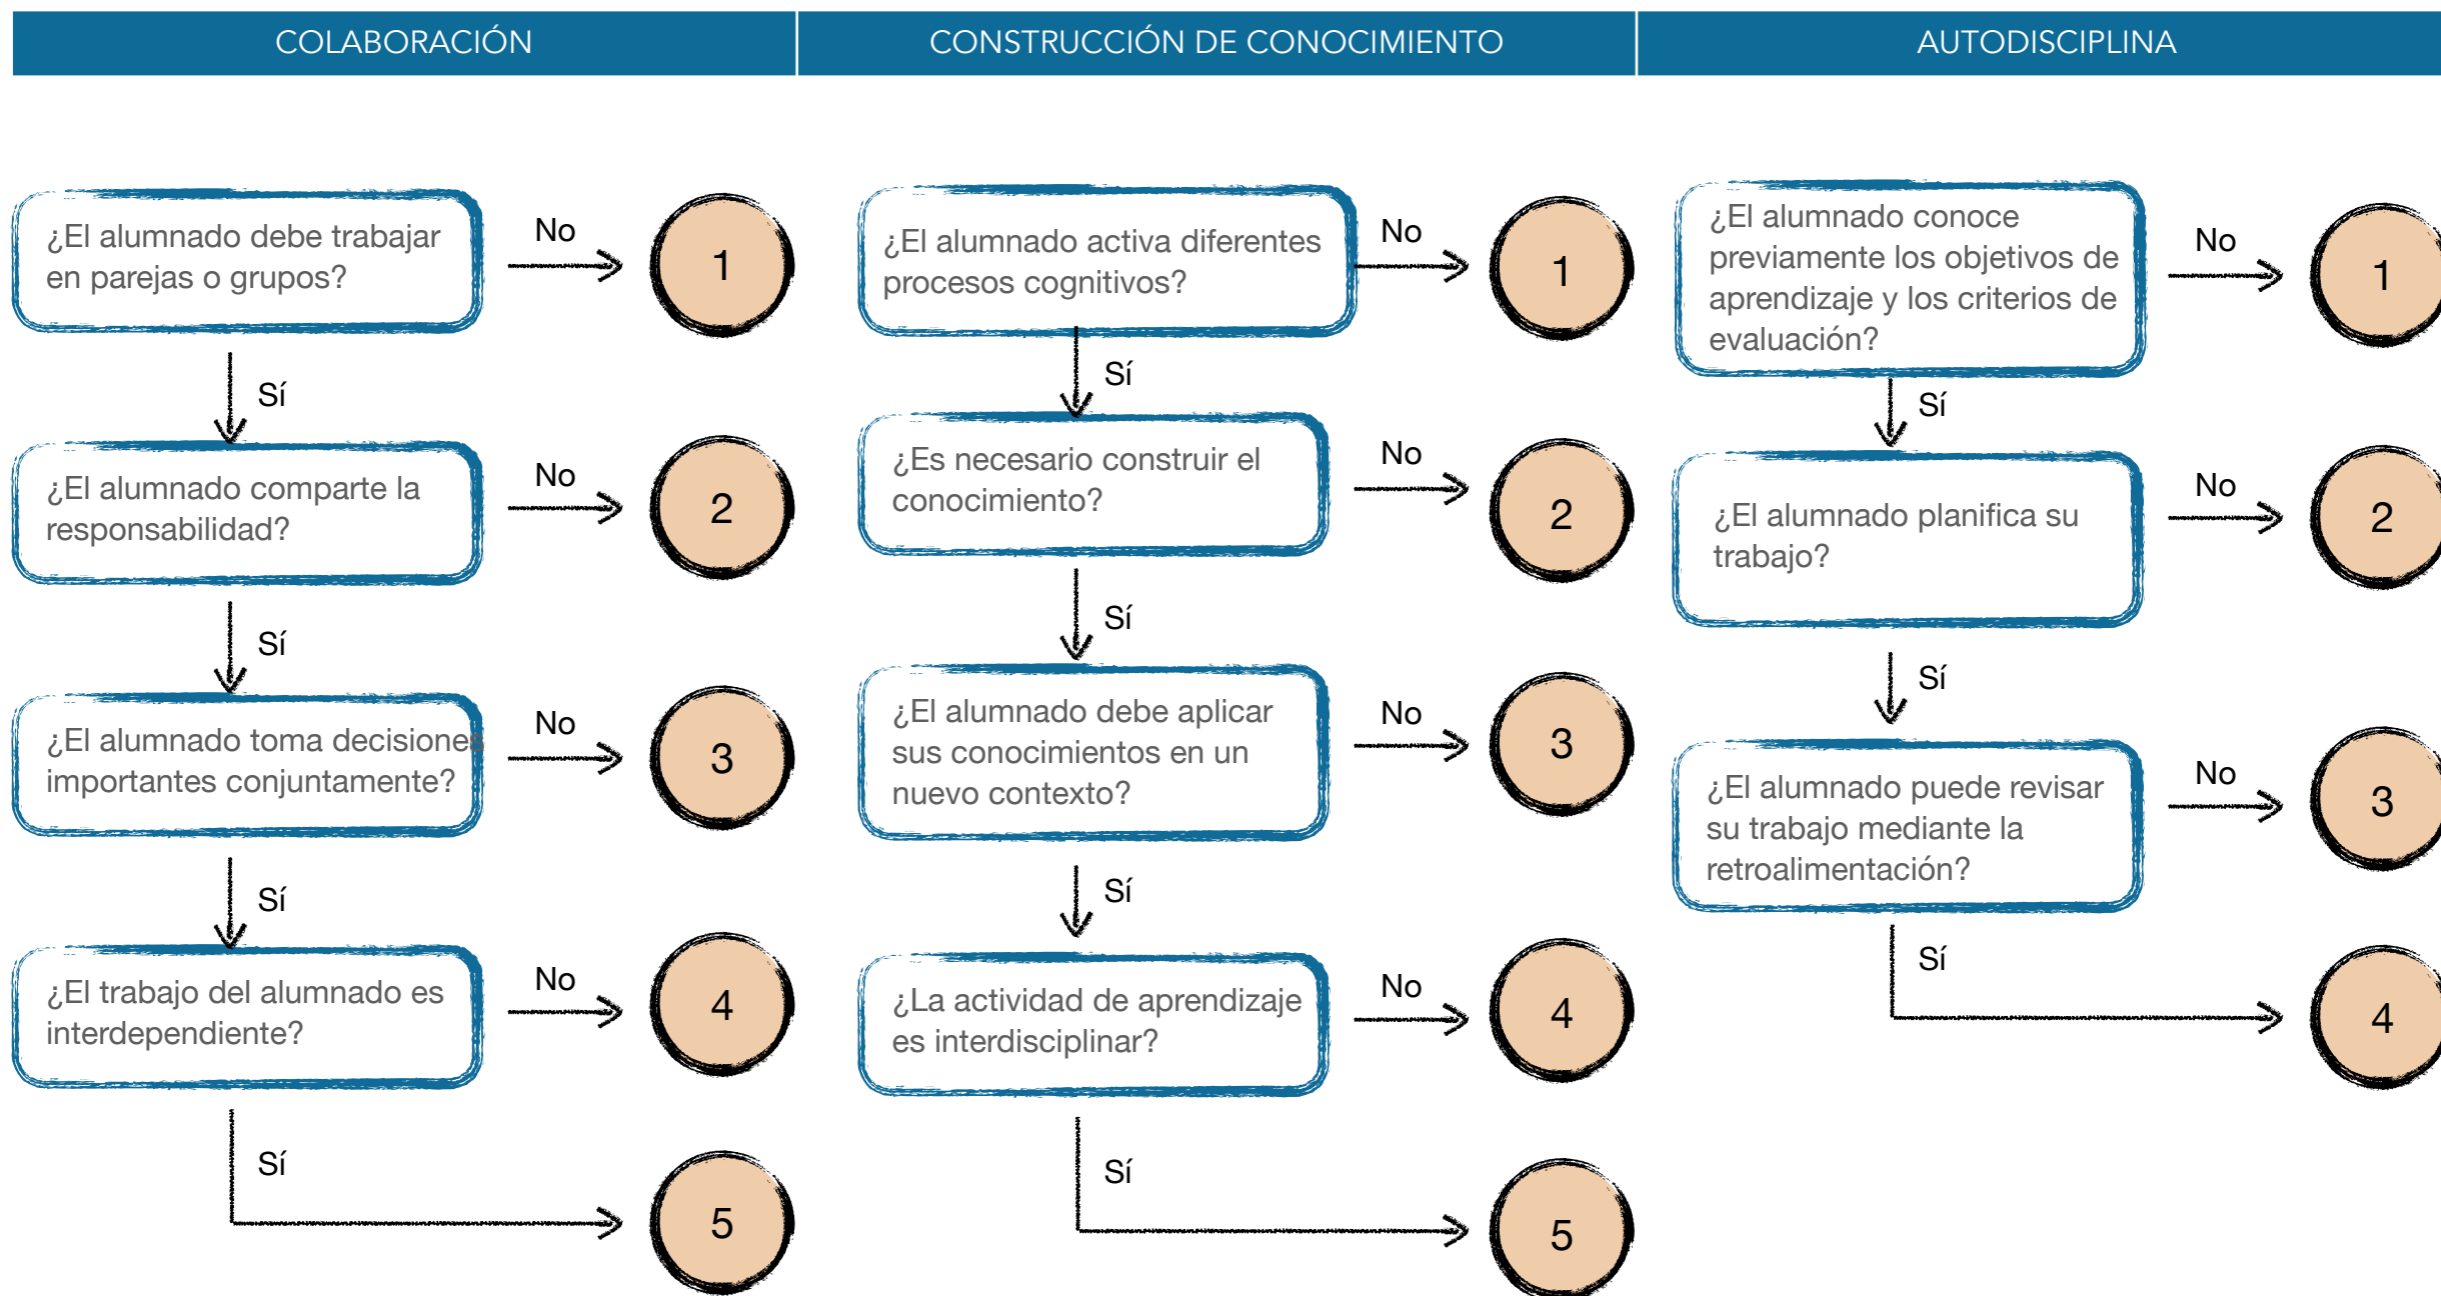 COLABORACIÓN
¿El alumnado debe trabajar
en parejas o grupos?
No
1
Sí
¿El alumnado comparte la
responsabilidad?
No
2
Sí
¿El alumnado toma decisiones
importantes conjuntamente?
No
3
Sí
¿El trabajo del alumnado es
interdependiente?
No
4
Sí
5
CONSTRUCCIÓN DE CONOCIMIENTO
¿El alumnado activa diferentes
procesos cognitivos?
No
1
Sí
¿Es necesario construir el
conocimiento?
No
2
Sí
¿El alumnado debe aplicar
sus conocimientos en un
nuevo contexto?
No
3
Sí
¿La actividad de aprendizaje
es interdisciplinar?
No
4
Sí
5
AUTODISCIPLINA
¿El alumnado conoce
previamente los objetivos de
aprendizaje y los criterios de
evaluación?
No
1
Sí
¿El alumnado planifica su
trabajo?
No
2
Sí
¿El alumnado puede revisar
su trabajo mediante la
retroalimentación?
No
3
Sí
4